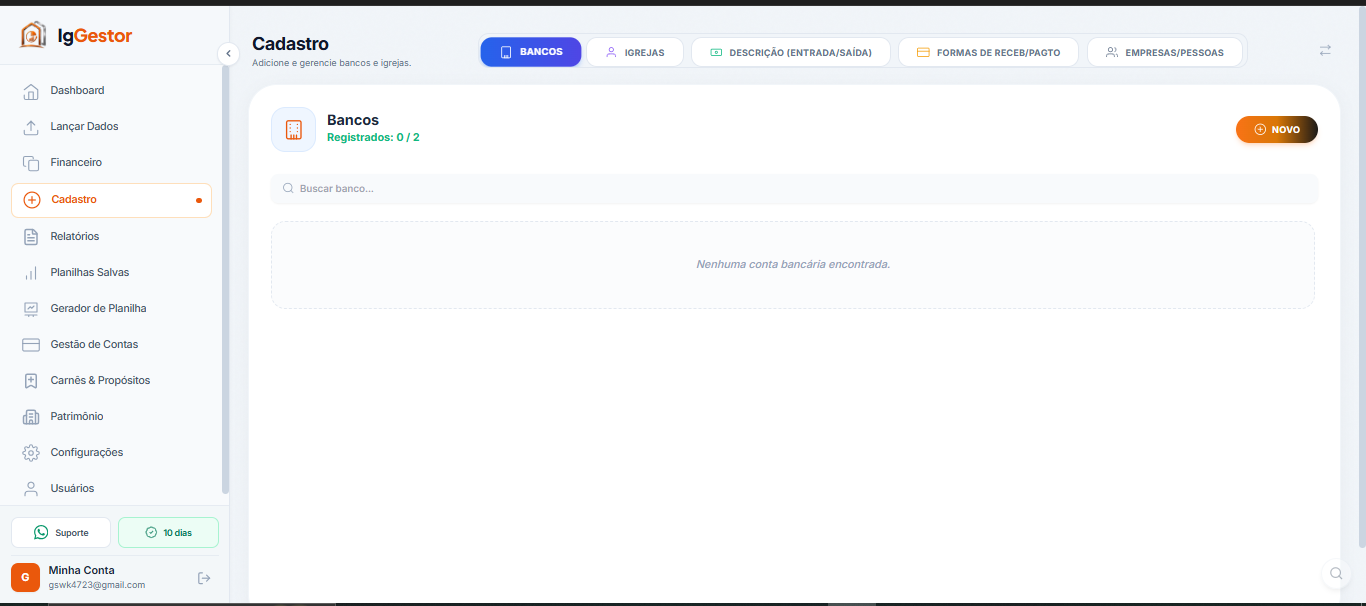 IgGestor
Dashboard
Lançar Dados
Financeiro
Cadastro
Relatórios
Planilhas Salvas
Gerador de Planilha
Gestão de Contas
Carnês & Propósitos
Patrimônio
Configurações
Usuários
Suporte
10 dias
G
Minha Conta
gswk4723@gmail.com
Cadastro
Adicione e gerencie bancos e igrejas.
BANCOS
IGREJAS
DESCRIÇÃO (ENTRADA/SAÍDA)
FORMAS DE RECEB/PAGTO
EMPRESAS/PESSOAS
Bancos
Registrados: 0 / 2
NOVO
Buscar banco...
Nenhuma conta bancária encontrada.